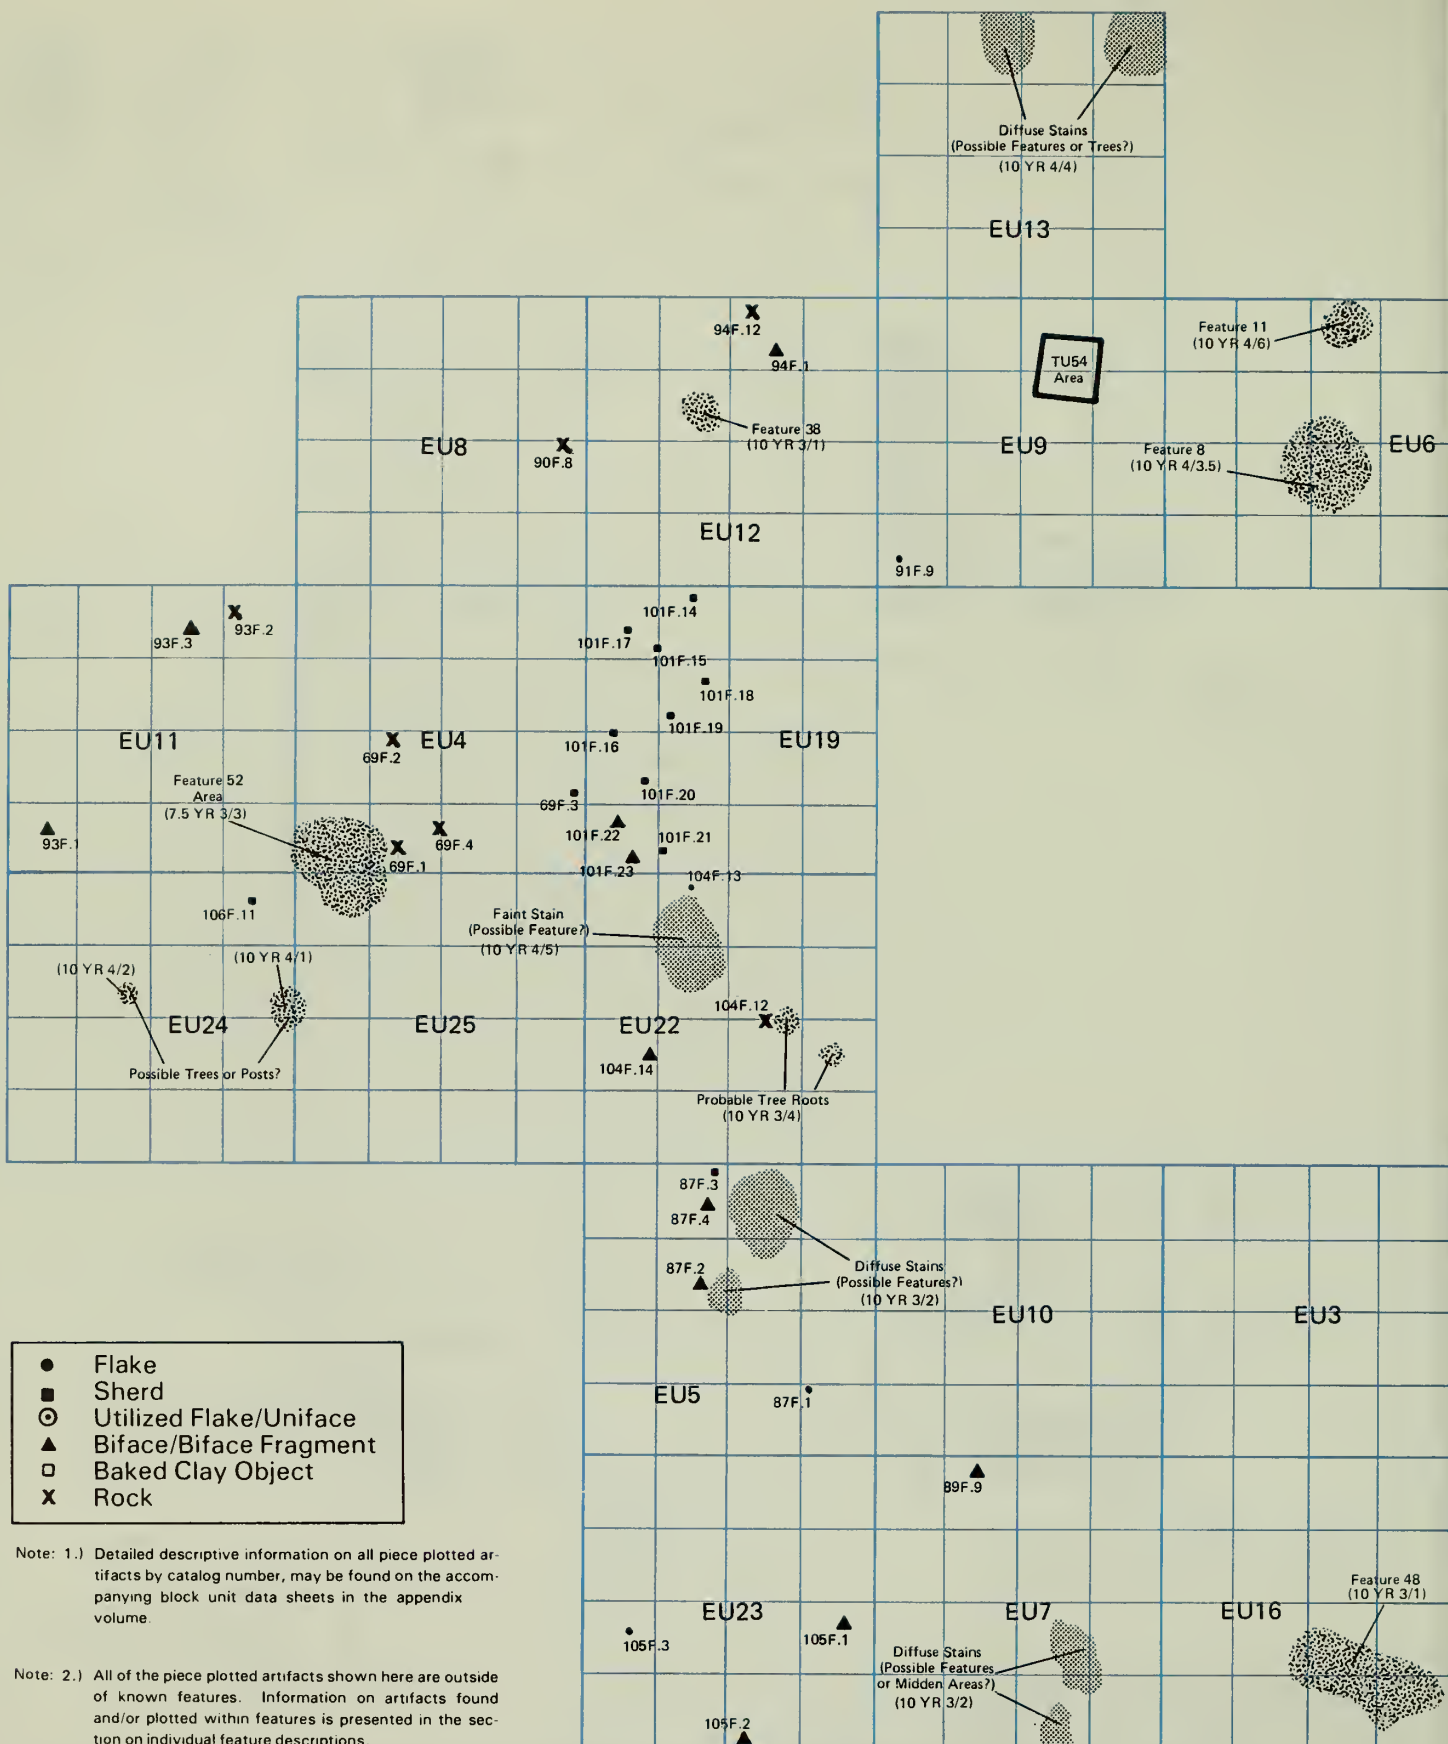 Diffuse Stains
(Possible Features or Trees?)
(10 YR 4/4)
EU13
94F.12
94F.1
Feature 11
(10 YR 4/6)
TU54
Area
Feature 38
(10 YR 3/1)
EU8
90F.8
EU9
Feature 8
(10 YR 4/3.5)
EU6
EU12
91F.9
93F.3
93F.2
101F.14
101F.17
101F.15
101F.18
101F.19
101F.16
EU11
69F.2
EU4
EU19
Feature 52
Area
(7.5 YR 3/3)
69F.3
101F.20
93F.1
69F.1
69F.4
101F.22
101F.21
101F.23
104F.13
106F.11
Faint Stain
(Possible Feature?)
(10 YR 4/5)
(10 YR 4/2)
(10 YR 4/1)
104F.12
EU24
EU25
EU22
Possible Trees or Posts?
104F.14
Probable Tree Roots
(10 YR 3/4)
87F.3
87F.4
87F.2
Diffuse Stains
(Possible Features?)
(10 YR 3/2)
EU10
EU3
EU5
87F.1
89F.9
Flake
Sherd
Utilized Flake/Uniface
Biface/Biface Fragment
Baked Clay Object
Rock
Note: 1.) Detailed descriptive information on all piece plotted ar-
tifacts by catalog number, may be found on the accom-
panying block unit data sheets in the appendix
volume.
Feature 48
(10 YR 3/1)
EU23
EU7
EU16
105F.3
105F.1
Diffuse Stains
(Possible Features
or Midden Areas?)
(10 YR 3/2)
105F.2
Note: 2.) All of the piece plotted artifacts shown here are outside
of known features. Information on artifacts found
and/or plotted within features is presented in the sec-
tion on individual feature descriptions